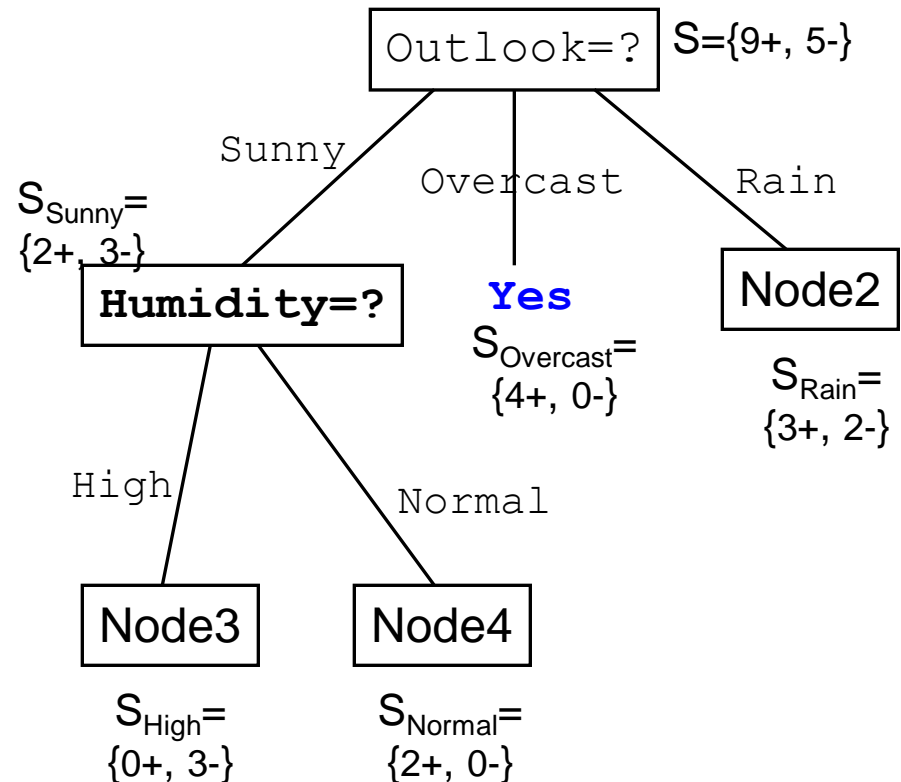 Outlook=?
S={9+, 5-}
Sunny
Overcast
Rain
S_Sunny=
{2+, 3-}
Humidity=?
Yes
Node2
S_Overcast=
{4+, 0-}
S_Rain=
{3+, 2-}
High
Normal
Node3
Node4
S_High=
{0+, 3-}
S_Normal=
{2+, 0-}